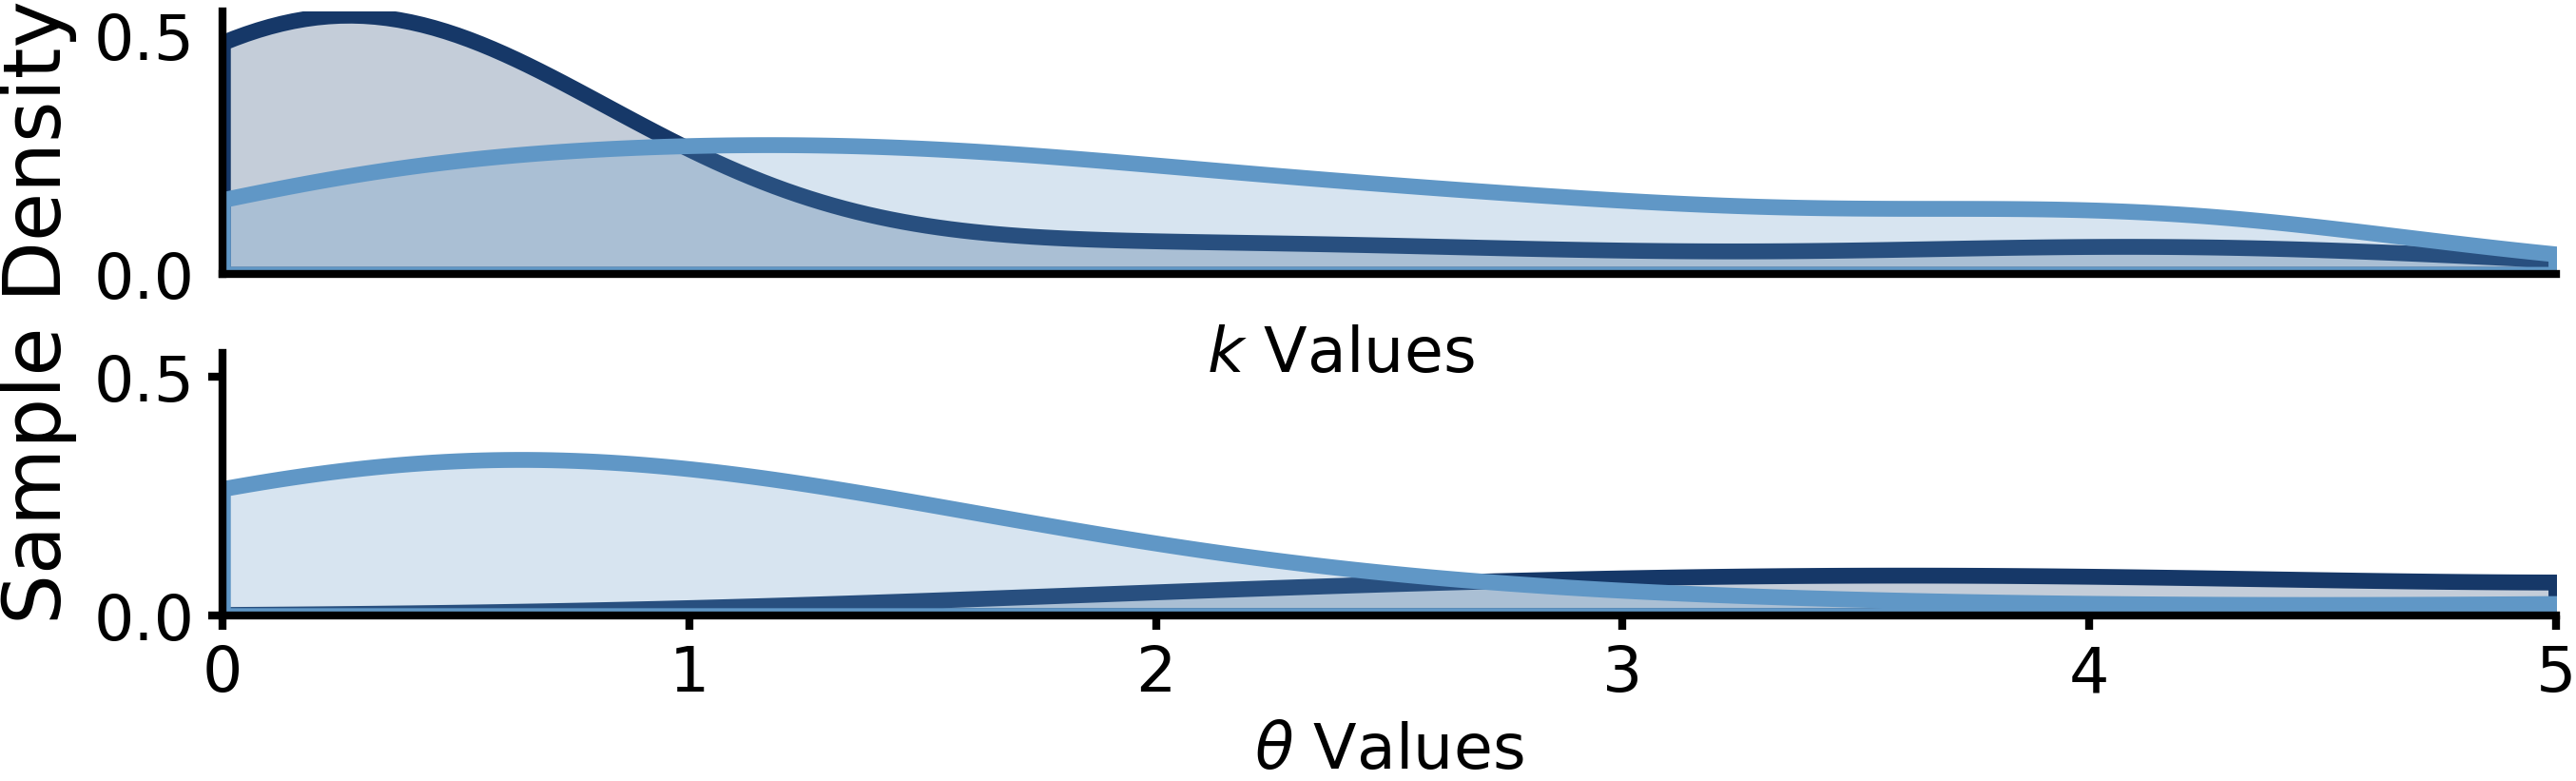 Sample Density
0.5
0.0
k Values
0.5
0.0
0 1 2 3 4 5
θ Values